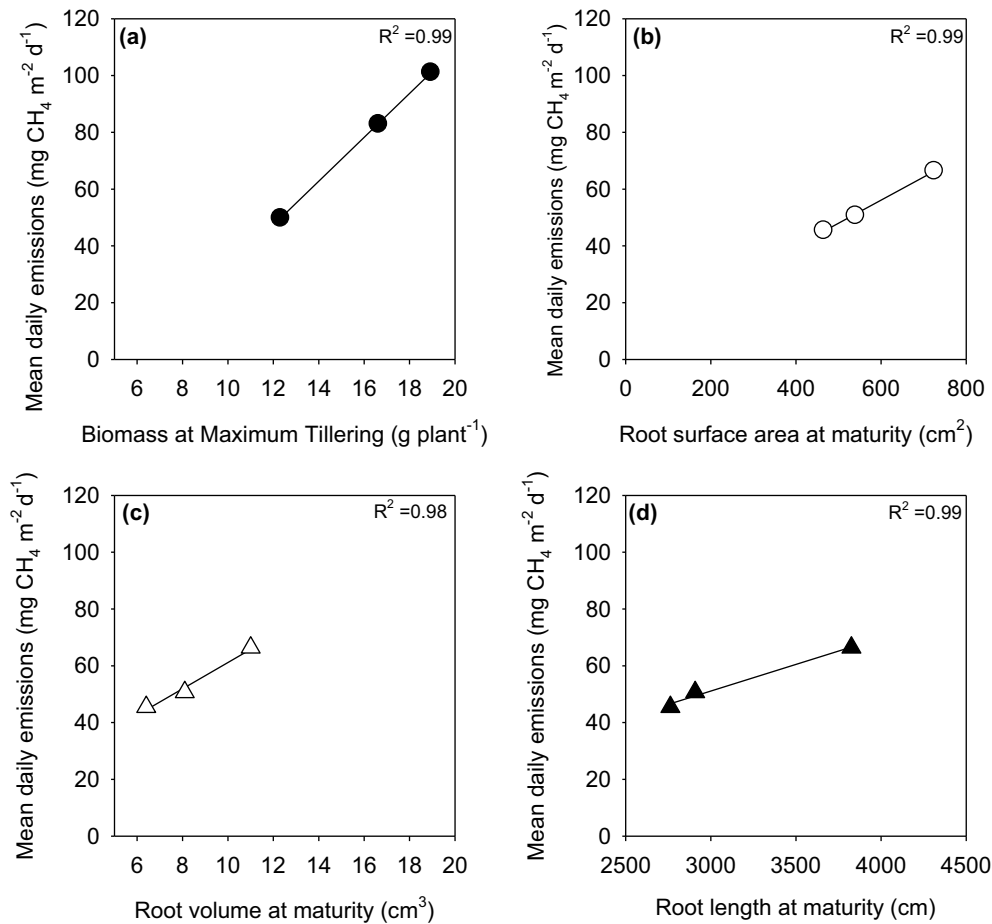 (a)
R² =0.99
Mean daily emissions (mg CH₄ m⁻² d⁻¹)
120
100
80
60
40
20
0
6 8 10 12 14 16 18 20
Biomass at Maximum Tillering (g plant⁻¹)
(b)
R² =0.99
Mean daily emissions (mg CH₄ m⁻² d⁻¹)
120
100
80
60
40
20
0
0 200 400 600 800
Root surface area at maturity (cm²)
(c)
R² =0.98
Mean daily emissions (mg CH₄ m⁻² d⁻¹)
120
100
80
60
40
20
0
6 8 10 12 14 16 18 20
Root volume at maturity (cm³)
(d)
R² =0.99
Mean daily emissions (mg CH₄ m⁻² d⁻¹)
120
100
80
60
40
20
0
2500 3000 3500 4000 4500
Root length at maturity (cm)